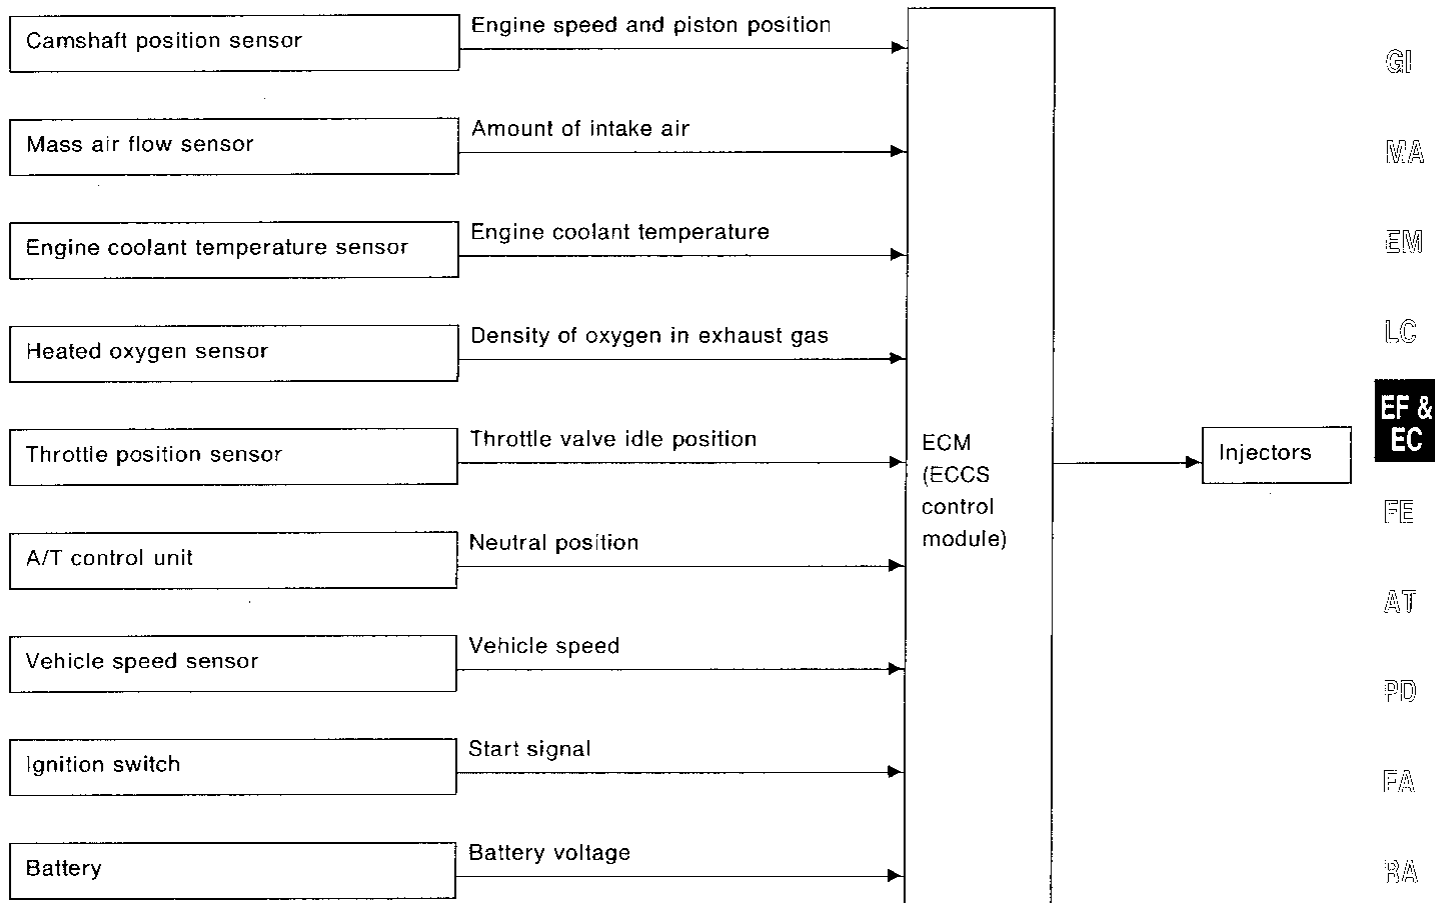 Camshaft position sensor
Engine speed and piston position
Mass air flow sensor
Amount of intake air
Engine coolant temperature sensor
Engine coolant temperature
Heated oxygen sensor
Density of oxygen in exhaust gas
Throttle position sensor
Throttle valve idle position
A/T control unit
Neutral position
Vehicle speed sensor
Vehicle speed
Ignition switch
Start signal
Battery
Battery voltage
ECM
(ECCS
control
module)
Injectors
GI
MA
EM
LC
EF &
EC
FE
AT
PD
FA
RA